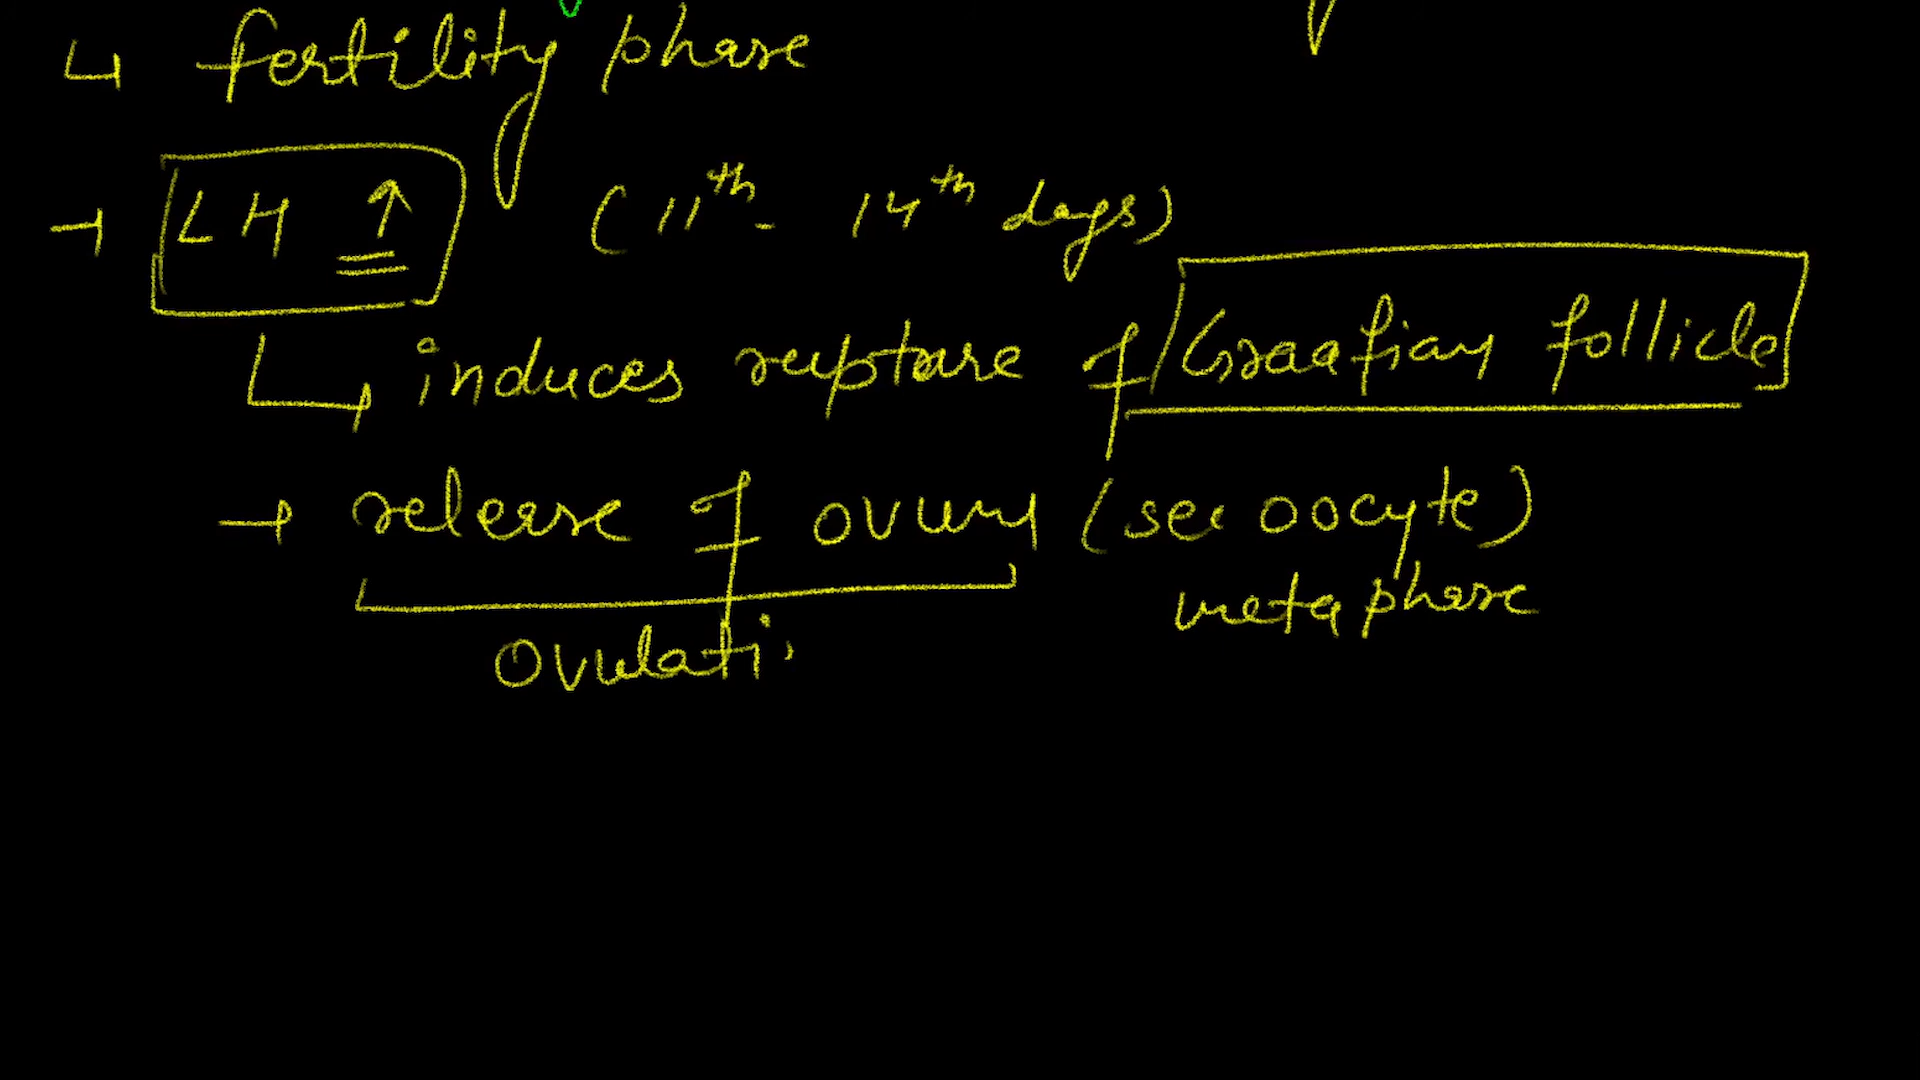 ↳ fertility phase
→ LH ↑ (11th - 14th days)
↳ induces rupture of Graafian follicle
→ release of ovum (sec oocyte)
metaphase
Ovulati